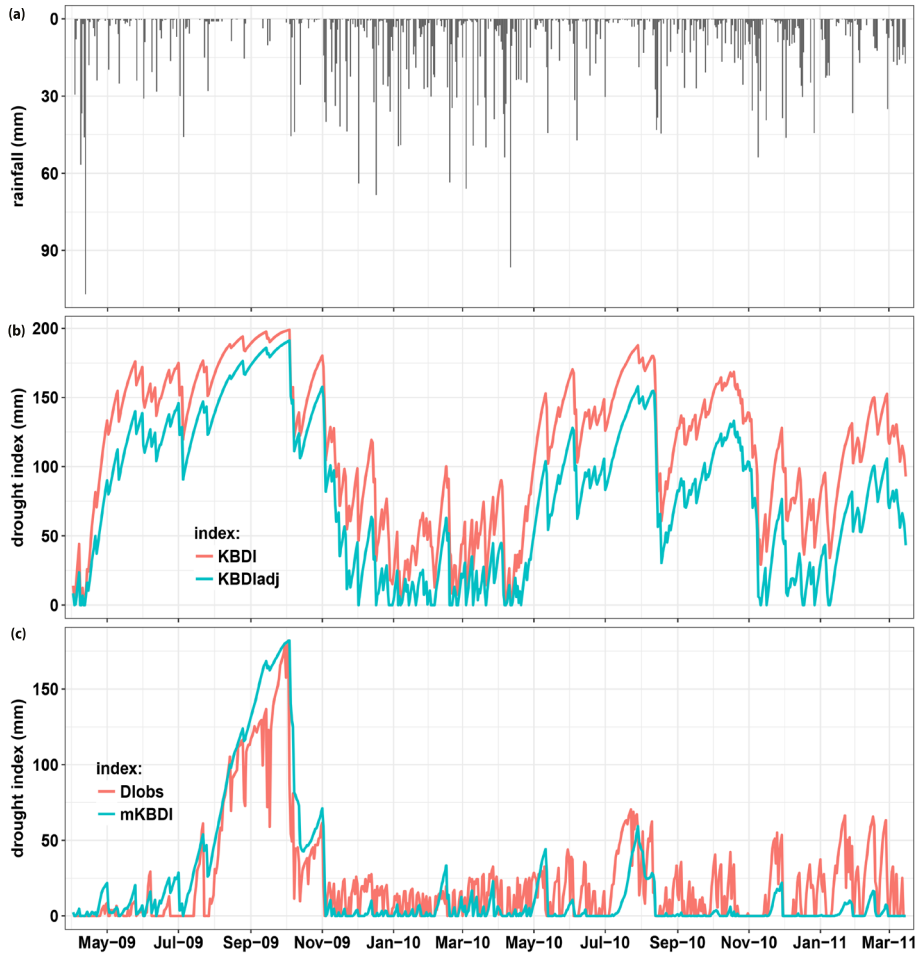 (a)
rainfall (mm)
0
30
60
90
(b)
drought index (mm)
200
150
100
50
0
index:
KBDI
KBDIadj
(c)
drought index (mm)
150
100
50
0
index:
DIobs
mKBDI
May-09 Jul-09 Sep-09 Nov-09 Jan-10 Mar-10 May-10 Jul-10 Sep-10 Nov-10 Jan-11 Mar-11